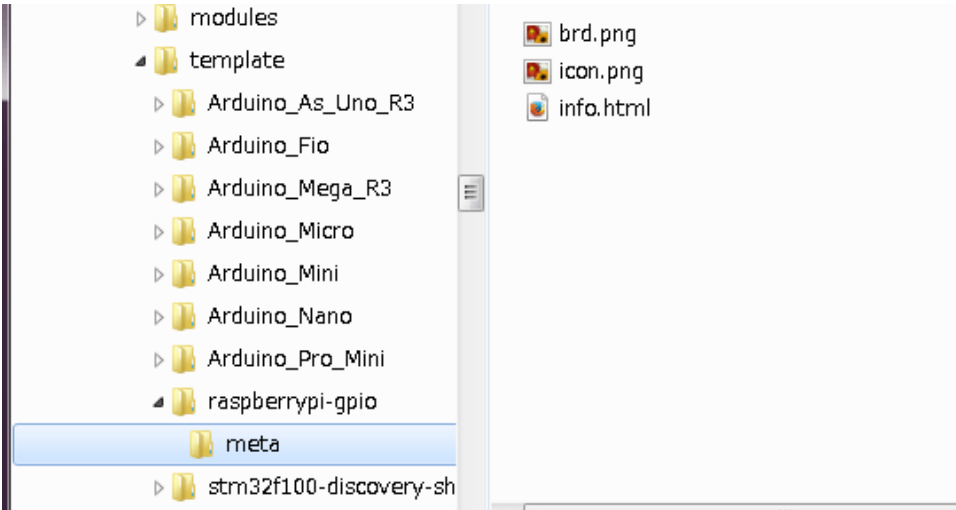 modules
template
Arduino_As_Uno_R3
Arduino_Fio
Arduino_Mega_R3
Arduino_Micro
Arduino_Mini
Arduino_Nano
Arduino_Pro_Mini
raspberrypi-gpio
meta
stm32f100-discovery-sh
brd.png
icon.png
info.html